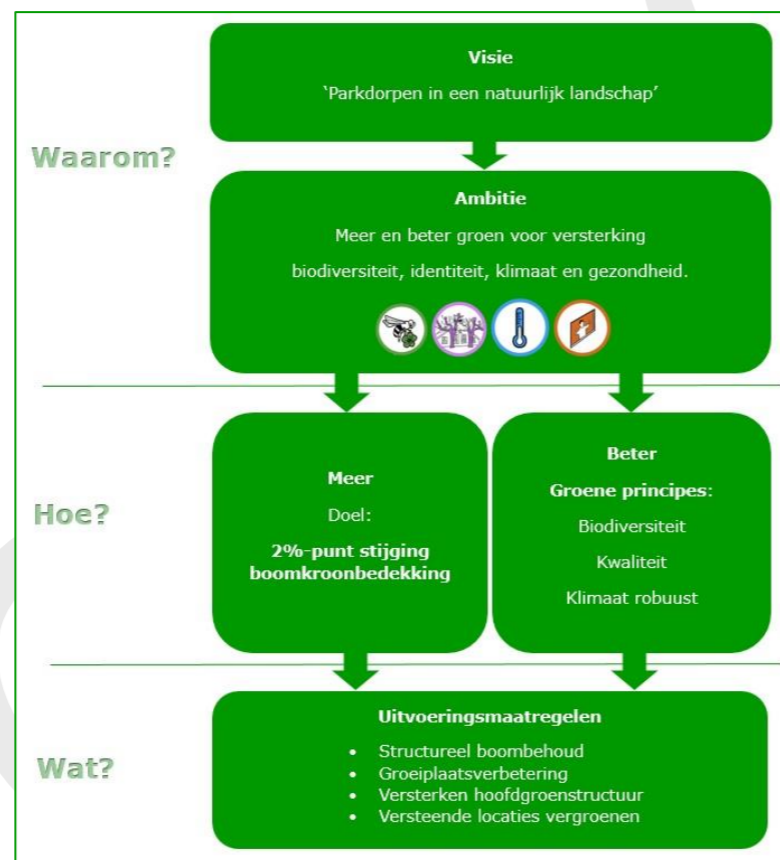 Waarom?
Visie
‘Parkdorpen in een natuurlijk landschap’
Ambitie
Meer en beter groen voor versterking
biodiversiteit, identiteit, klimaat en gezondheid.
Hoe?
Meer
Doel:
2%-punt stijging
boomkroonbedekking
Beter
Groene principes:
Biodiversiteit
Kwaliteit
Klimaat robuust
Wat?
Uitvoeringsmaatregelen
• Structureel boombehoud
• Groeiplaatsverbetering
• Versterken hoofdgroenstructuur
• Versteende locaties vergroenen